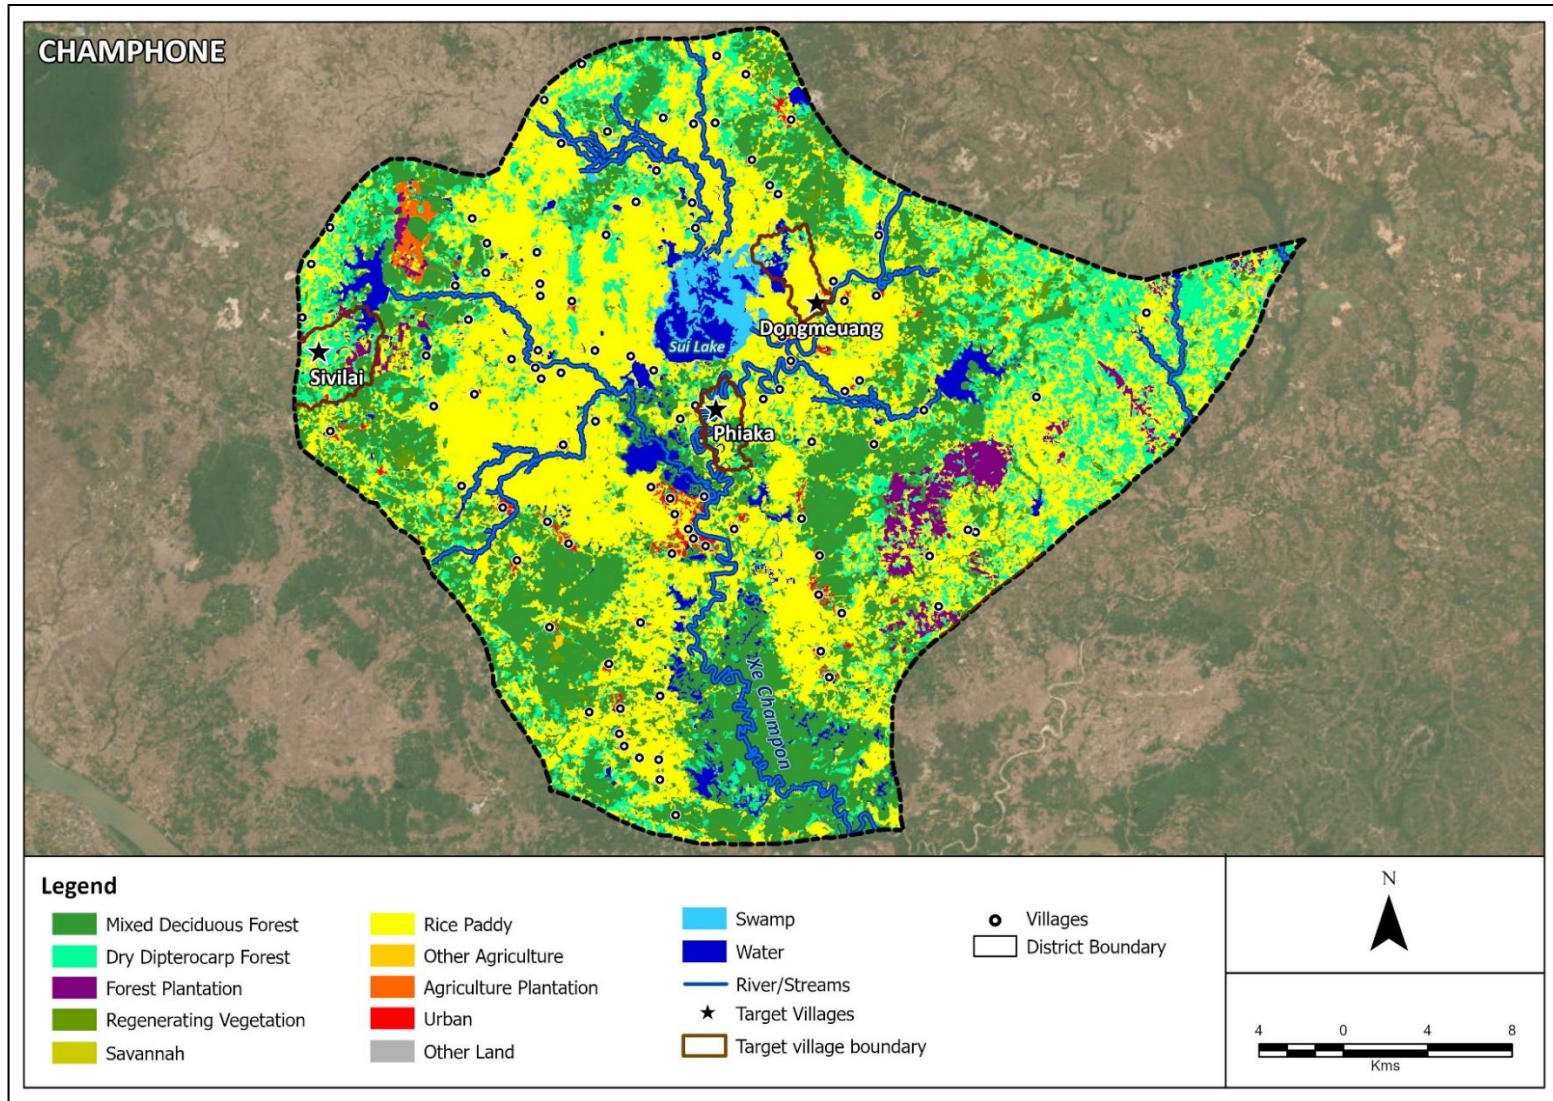 CHAMPHONE
Sui Lake
Dongmeuang
Sivilai
Phiaka
Xe Champon
Legend
Mixed Deciduous Forest
Dry Dipterocarp Forest
Forest Plantation
Regenerating Vegetation
Savannah
Rice Paddy
Other Agriculture
Agriculture Plantation
Urban
Other Land
Swamp
Water
River/Streams
Target Villages
Target village boundary
Villages
District Boundary
N
4 0 4 8
Kms